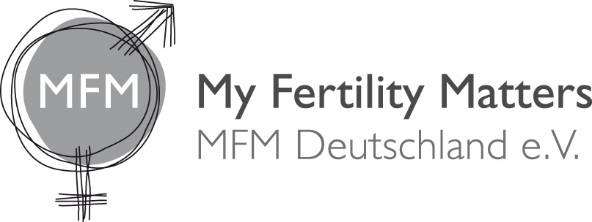 MFM
My Fertility Matters
MFM Deutschland e.V.